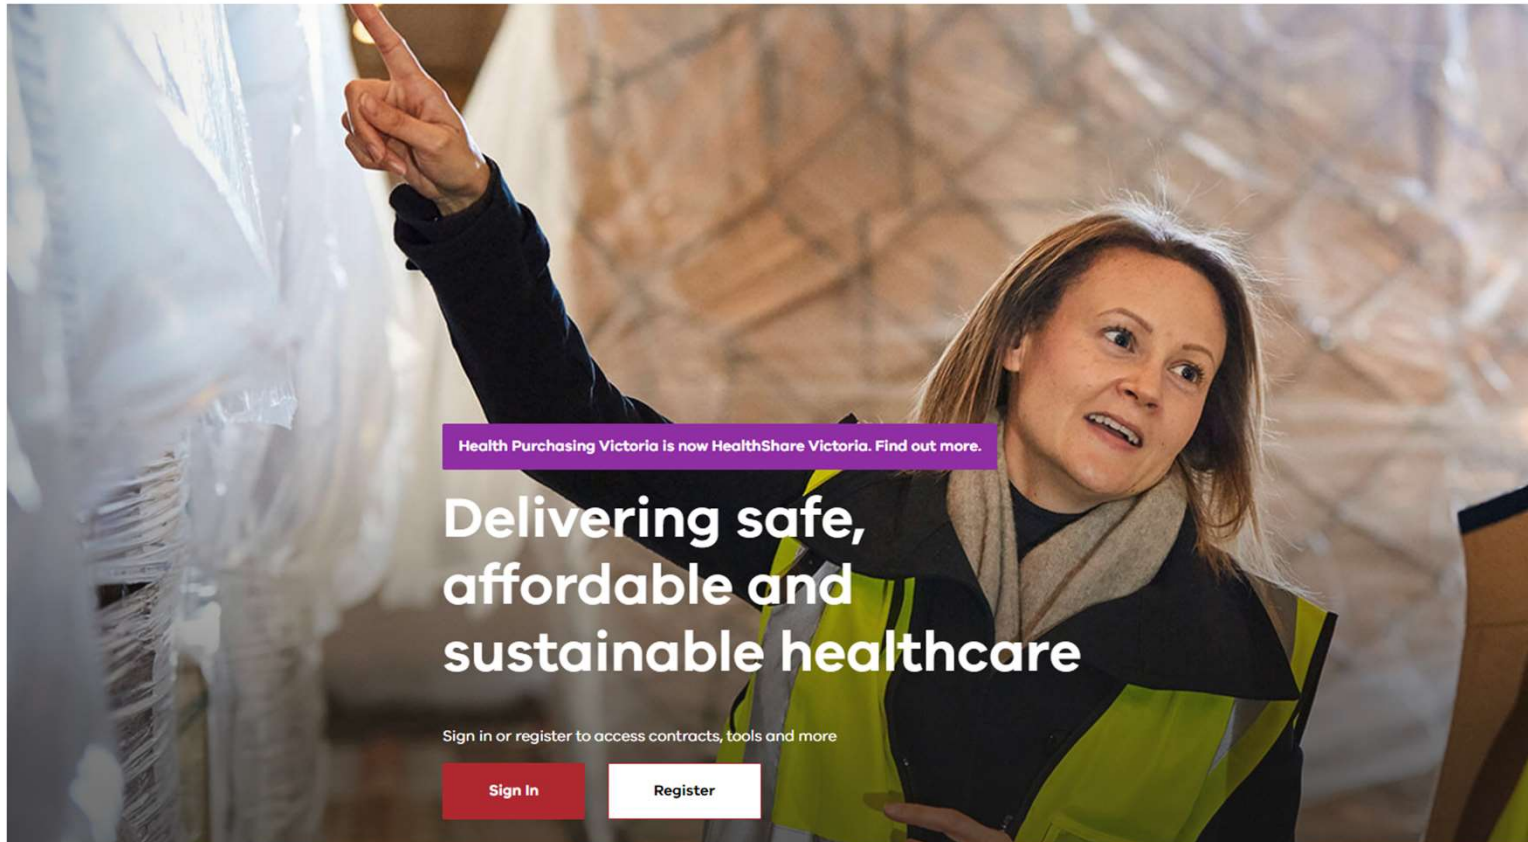 Health Purchasing Victoria is now HealthShare Victoria. Find out more.
Delivering safe,
affordable and
sustainable healthcare
Sign in or register to access contracts, tools and more
Sign In
Register